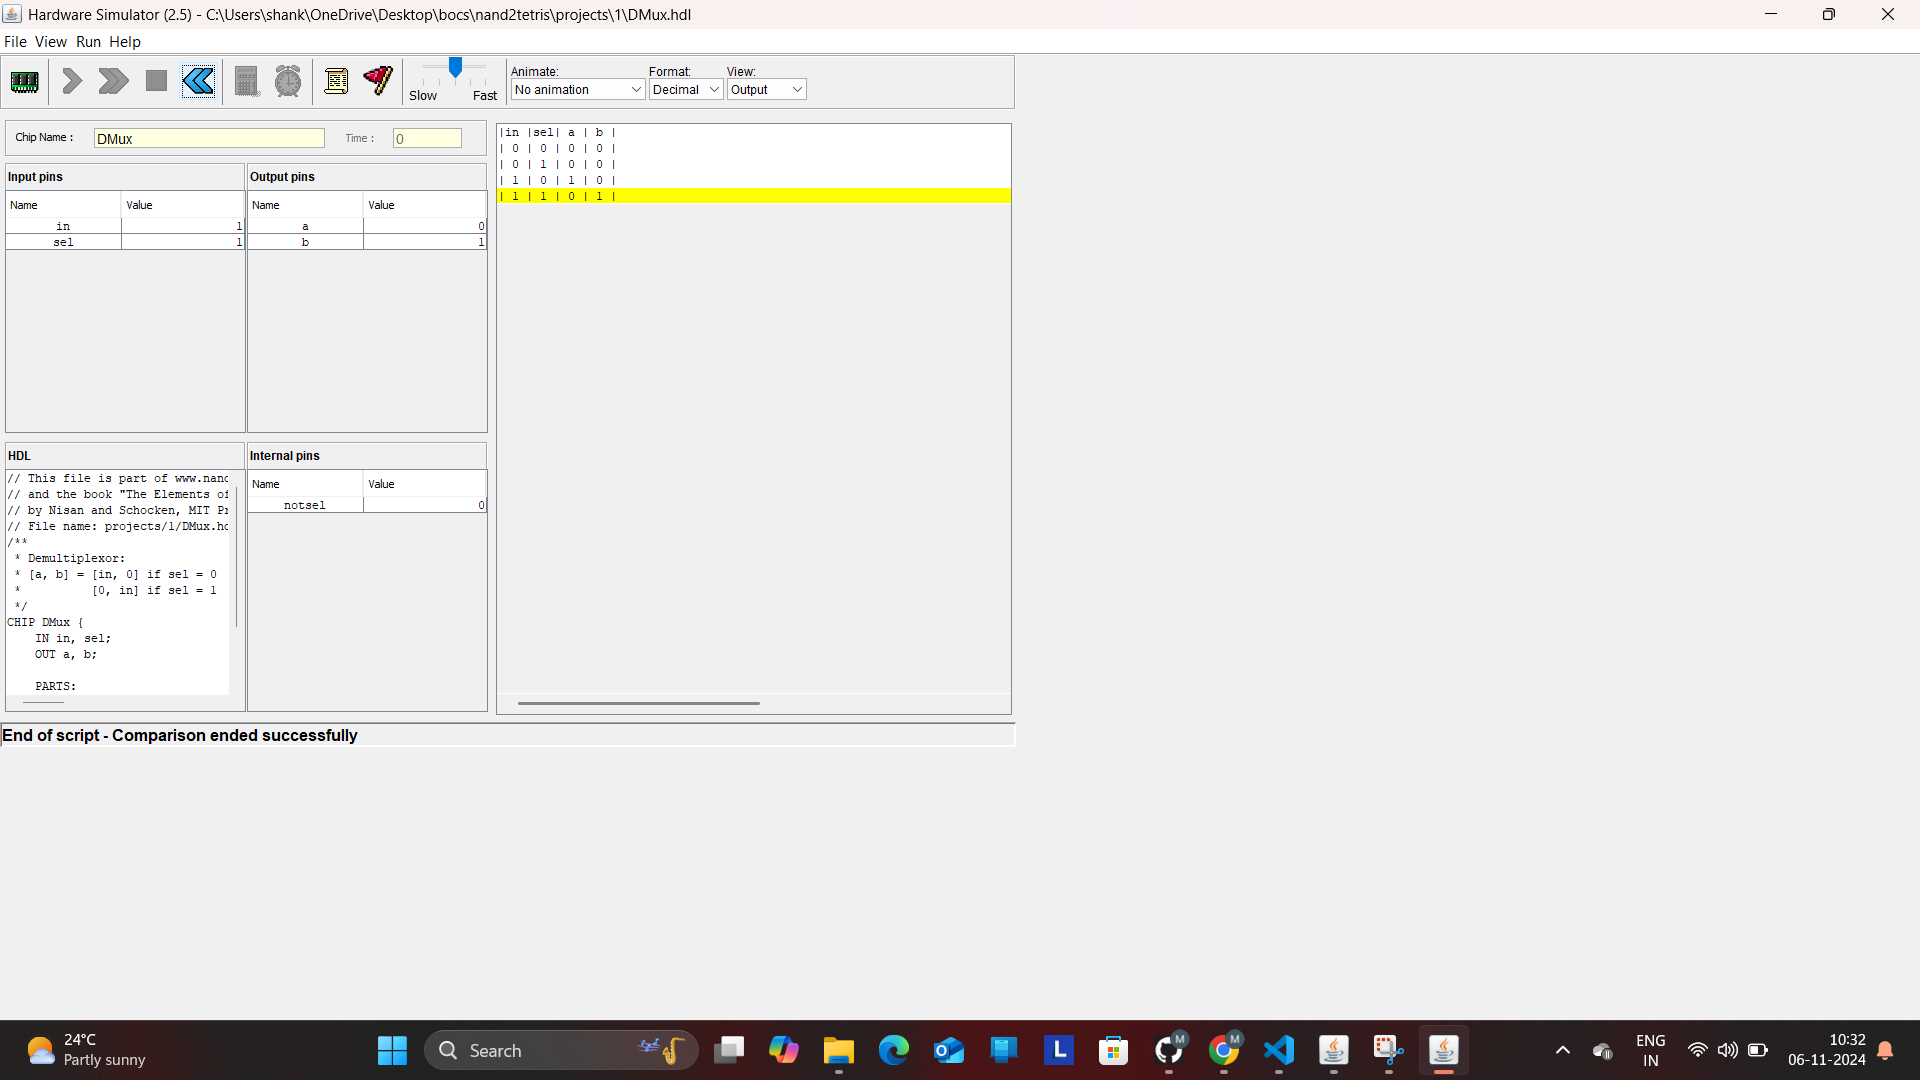 Hardware Simulator (2.5) - C:\Users\shank\OneDrive\Desktop\bocs\nand2tetris\projects\1\DMux.hdl
File View Run Help
Slow Fast
Animate: Format: View:
No animation Decimal Output
Chip Name : DMux Time : 0
Input pins
Name Value
in 1
sel 1
Output pins
Name Value
a 0
b 1
|in |sel| a | b |
| 0 | 0 | 0 | 0 |
| 0 | 1 | 0 | 0 |
| 1 | 0 | 1 | 0 |
| 1 | 1 | 0 | 1 |
HDL
// This file is part of www.nand
// and the book "The Elements of
// by Nisan and Schocken, MIT Pr
// File name: projects/1/DMux.hd
/**
* Demultiplexor:
* [a, b] = [in, 0] if sel = 0
* [0, in] if sel = 1
*/
CHIP DMux {
IN in, sel;
OUT a, b;
PARTS:
Internal pins
Name Value
notsel 0
End of script - Comparison ended successfully
24°C
Partly sunny
Search
L
M
M
ENG
IN
10:32
06-11-2024